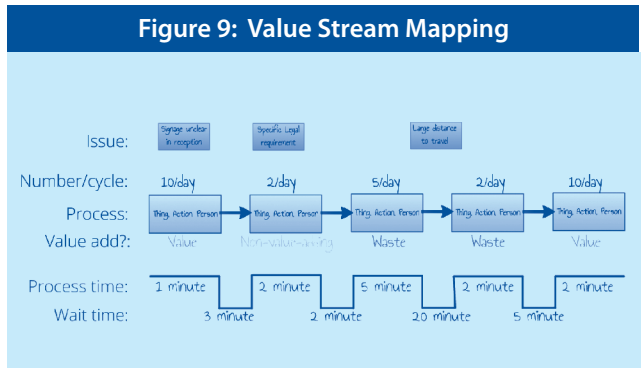 Figure 9: Value Stream Mapping
Issue:
Signage unclear
in reception
Specific Legal
requirement
Large distance
to travel
Number/cycle: 10/day 2/day 5/day 2/day 10/day
Process: Thing, Action, Person Thing, Action, Person Thing, Action, Person Thing, Action, Person Thing, Action, Person
Value add?: Value Non-valur-adding Waste Waste Value
Process time: 1 minute 2 minute 5 minute 2 minute 2 minute
Wait time: 3 minute 2 minute 20 minute 5 minute